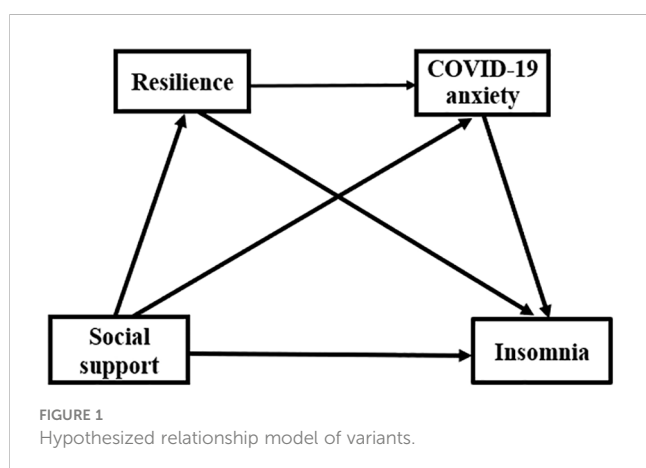 Resilience
COVID-19
anxiety
Social
support
Insomnia
FIGURE 1
Hypothesized relationship model of variants.